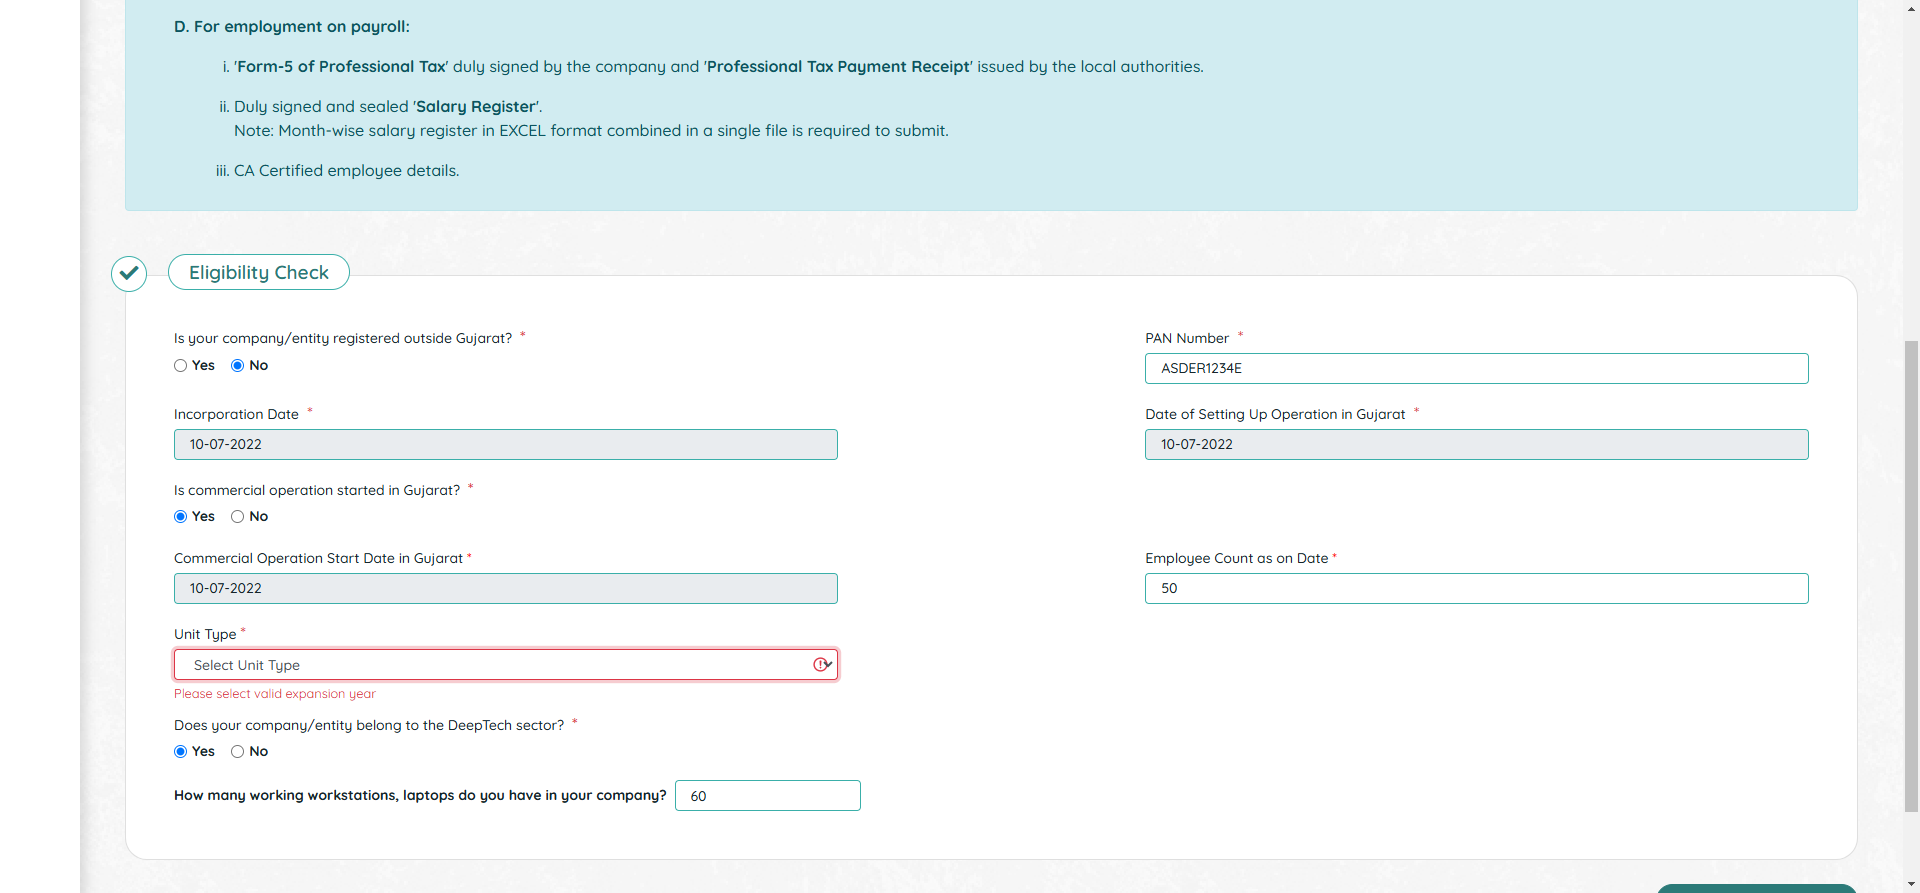 D. For employment on payroll:
i. 'Form-5 of Professional Tax' duly signed by the company and 'Professional Tax Payment Receipt' issued by the local authorities.
ii. Duly signed and sealed 'Salary Register'.
Note: Month-wise salary register in EXCEL format combined in a single file is required to submit.
iii. CA Certified employee details.
Eligibility Check
Is your company/entity registered outside Gujarat? *
Yes No
PAN Number *
ASDER1234E
Incorporation Date *
10-07-2022
Date of Setting Up Operation in Gujarat *
10-07-2022
Is commercial operation started in Gujarat? *
Yes No
Commercial Operation Start Date in Gujarat *
10-07-2022
Employee Count as on Date *
50
Unit Type *
Select Unit Type
Please select valid expansion year
Does your company/entity belong to the DeepTech sector? *
Yes No
How many working workstations, laptops do you have in your company? 60